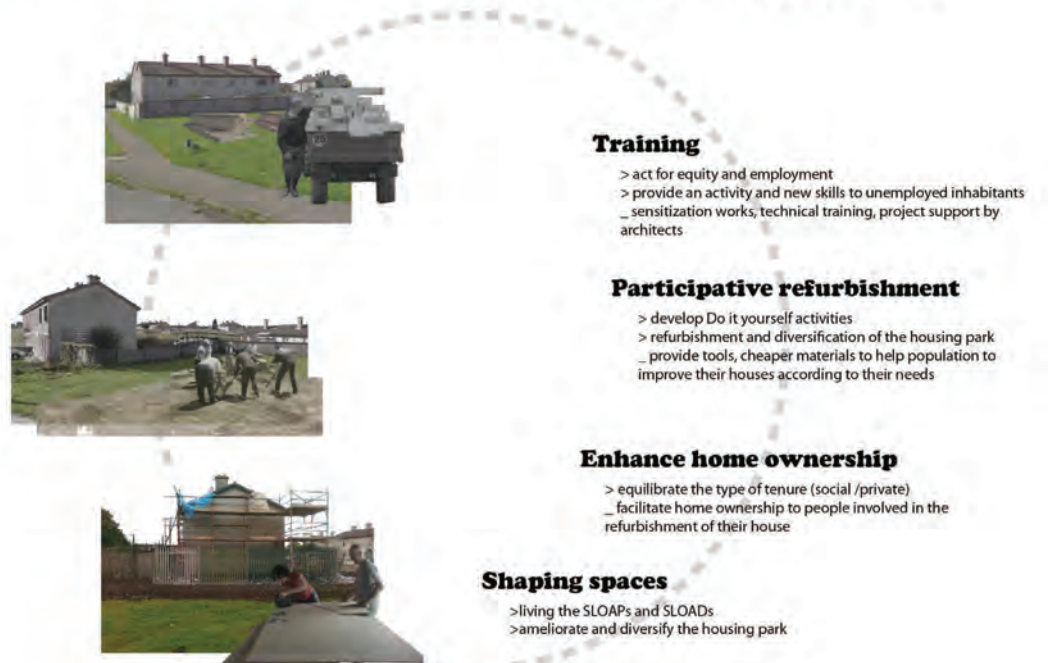 Training
> act for equity and employment
> provide an activity and new skills to unemployed inhabitants
_ sensitization works, technical training, project support by
architects
Participative refurbishment
> develop Do it yourself activities
> refurbishment and diversification of the housing park
_ provide tools, cheaper materials to help population to
improve their houses according to their needs
Enhance home ownership
> equilibrate the type of tenure (social /private)
_ facilitate home ownership to people involved in the
refurbishment of their house
Shaping spaces
>living the SLOAPs and SLOADs
>ameliorate and diversify the housing park